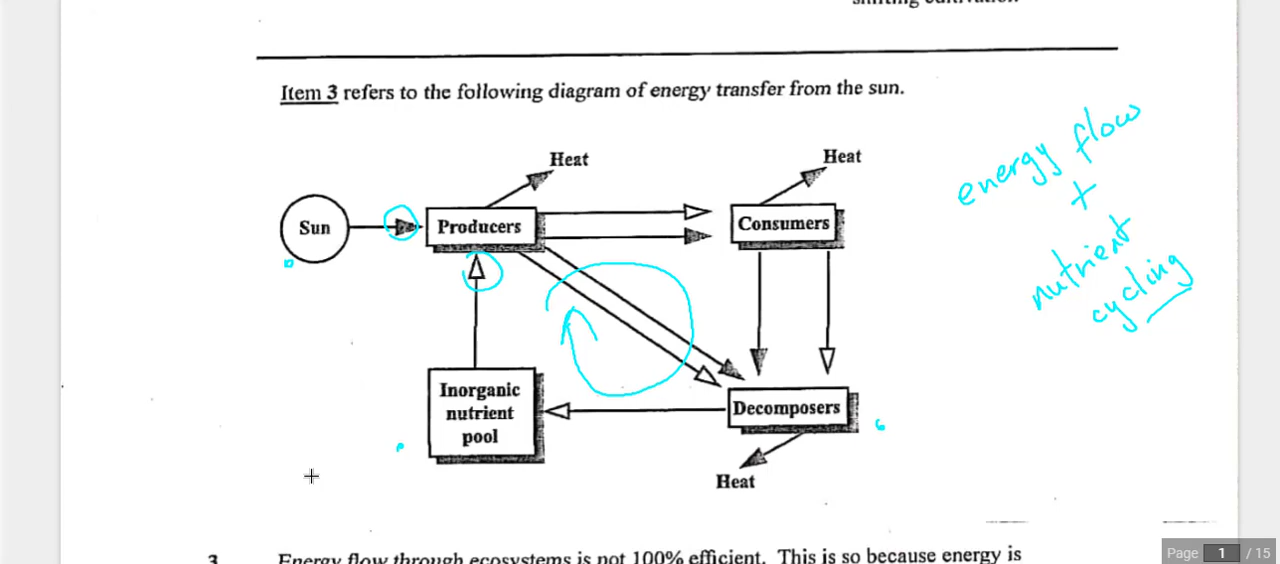 Item 3 refers to the following diagram of energy transfer from the sun.
Heat
Heat
Sun
Producers
Consumers
energy flow
+
nutrient
cycling
Inorganic
nutrient
pool
Decomposers
Heat
3 Energy flow through ecosystems is not 100% efficient. This is so because energy is
Page 1 / 15